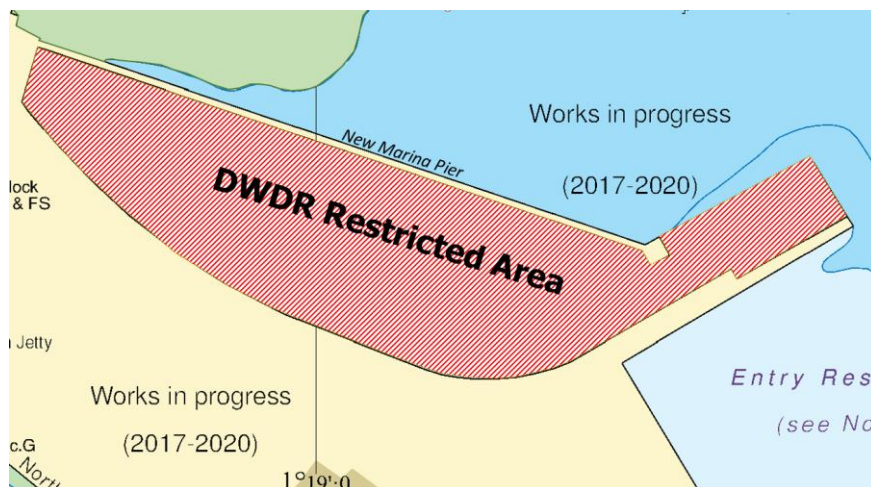 Works in progress
(2017-2020)
New Marina Pier
DWDR Restricted Area
lock
& FS
Jetty
Works in progress
(2017-2020)
Entry Res
(see No
c.G
North
1°19'·0